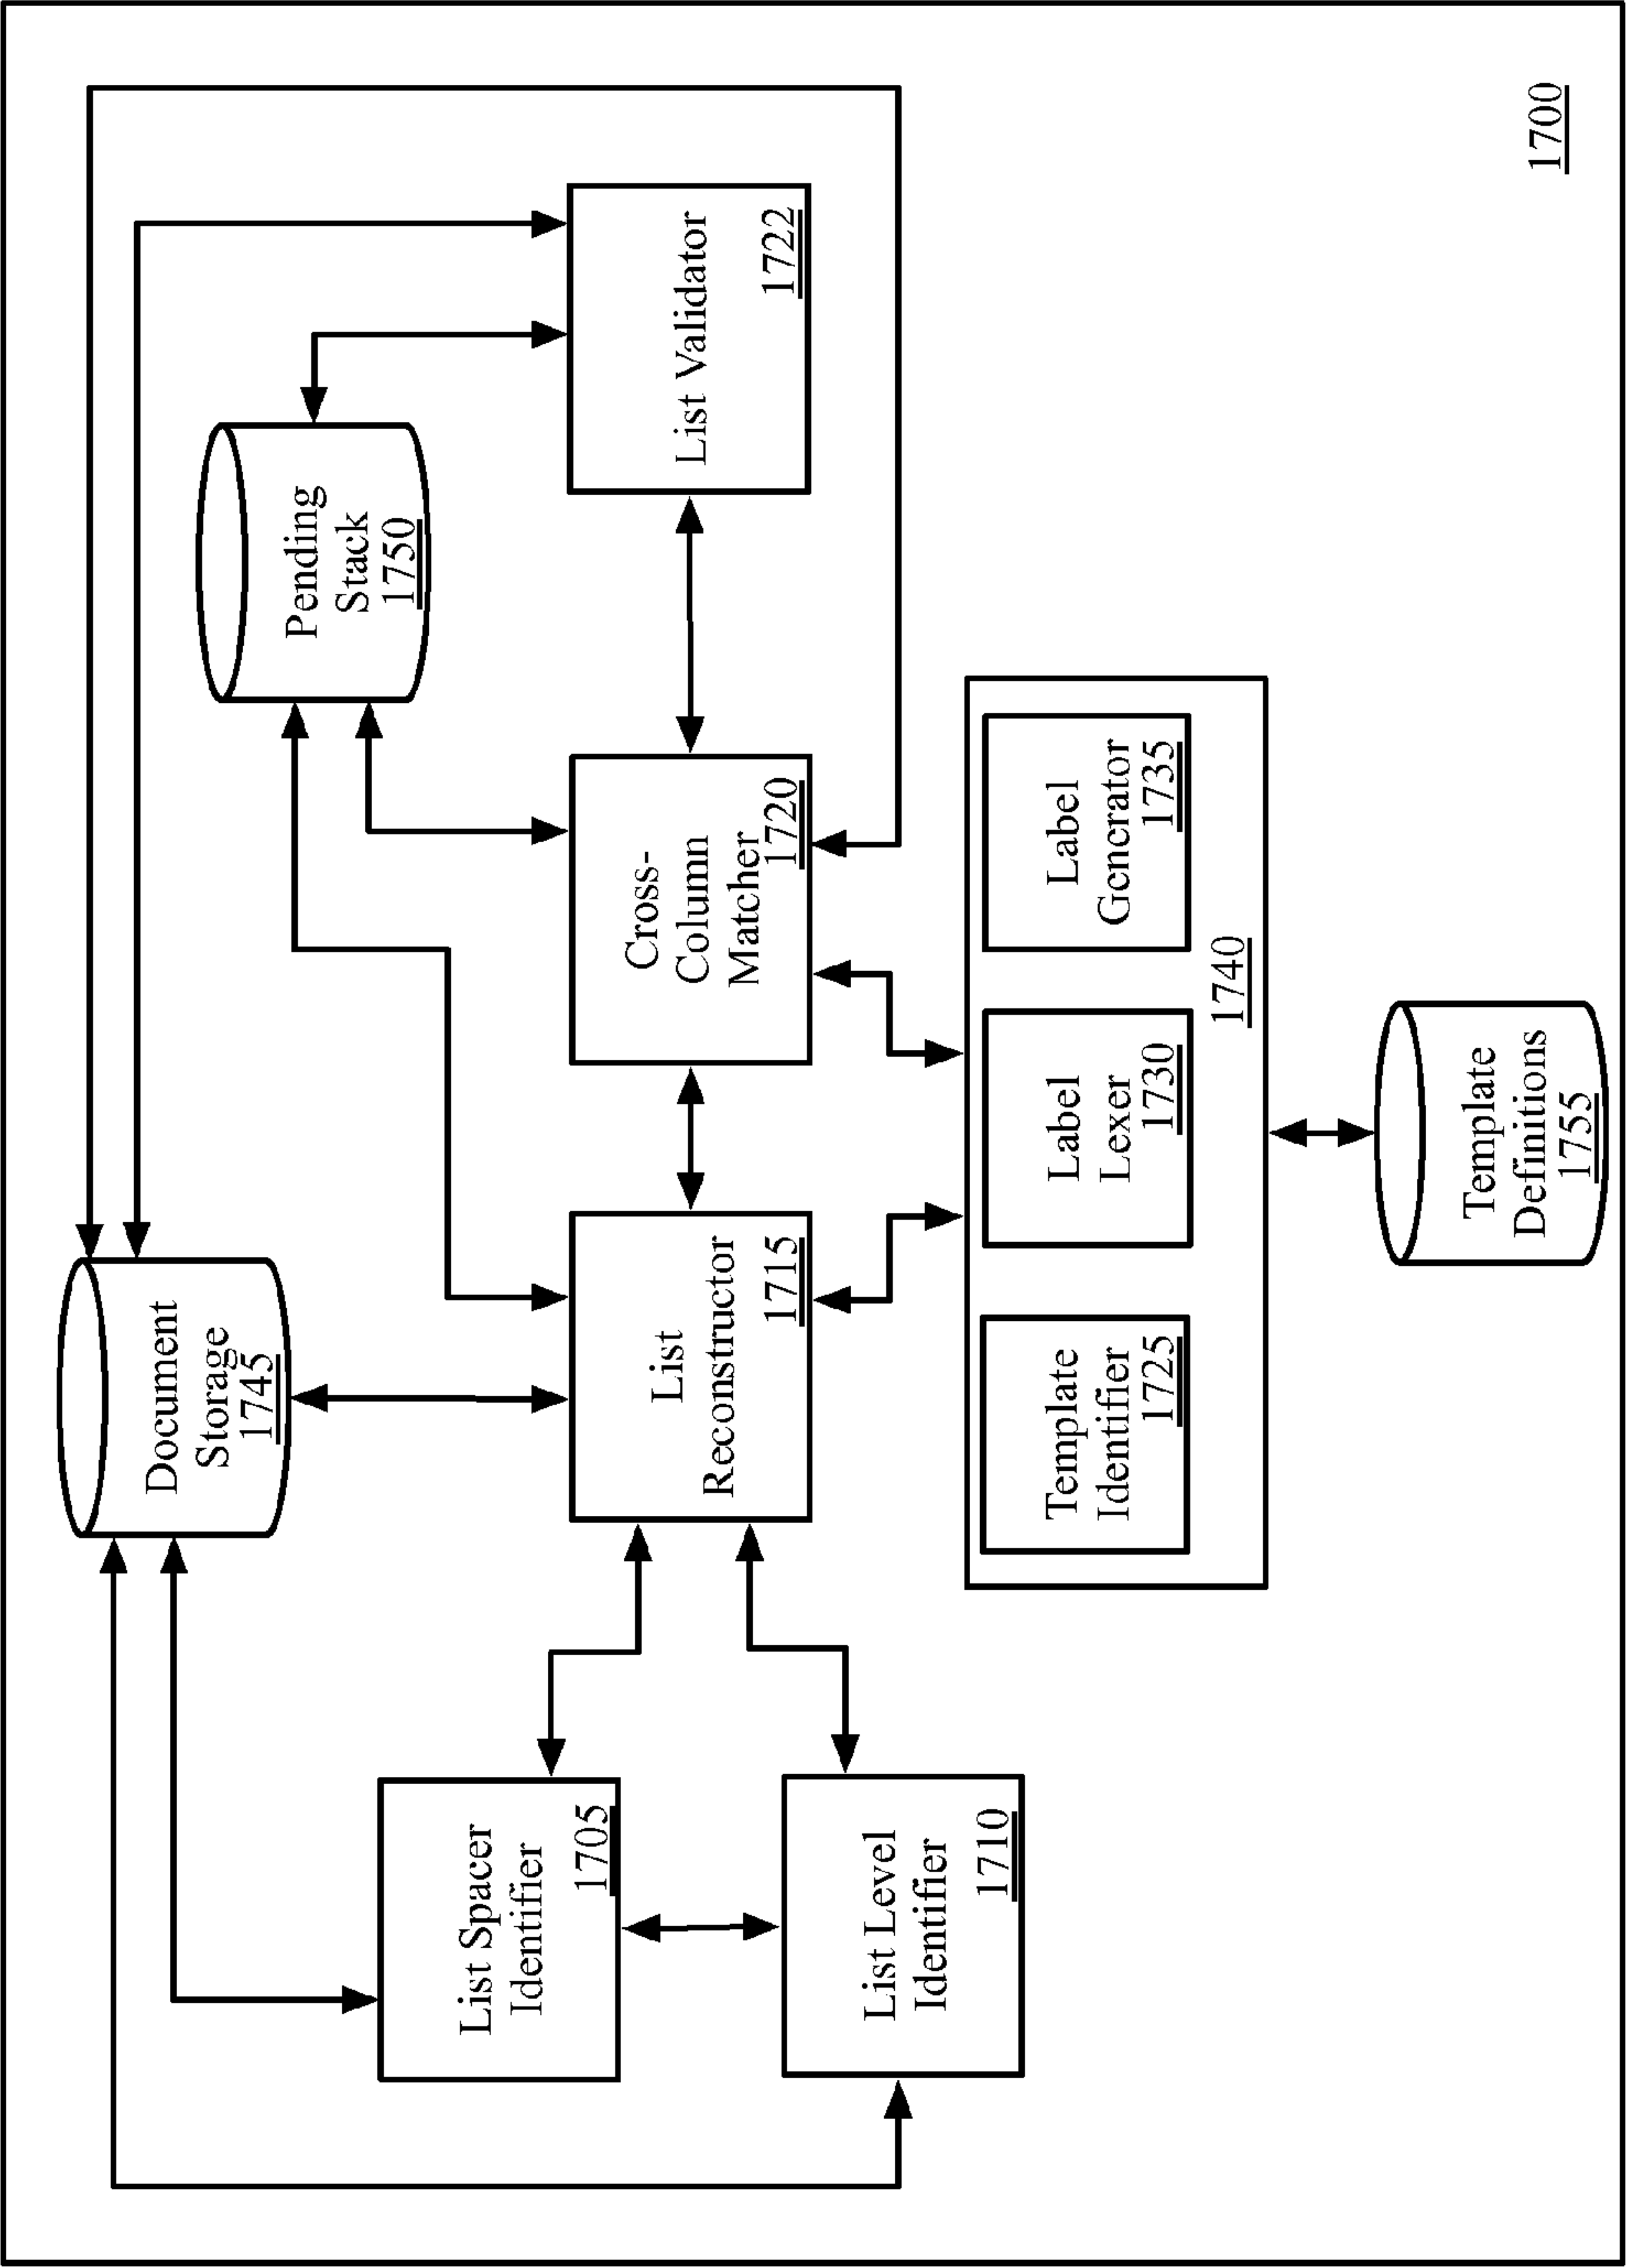 Document
Storage
1745
Pending
Stack
1750
List Spacer
Identifier
1705
List Level
Identifier
1710
List
Reconstructor
1715
Cross-
Column
Matcher
1720
List Validator
1722
Template
Identifier
1725
Label
Lexer
1730
Label
Generator
1735
1740
Template
Definitions
1755
1700